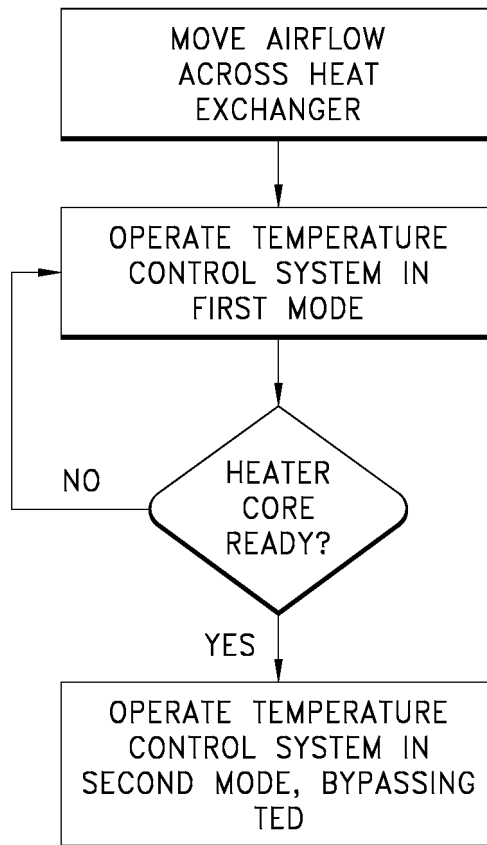 MOVE AIRFLOW
ACROSS HEAT
EXCHANGER
OPERATE TEMPERATURE
CONTROL SYSTEM IN
FIRST MODE
NO
HEATER
CORE
READY?
YES
OPERATE TEMPERATURE
CONTROL SYSTEM IN
SECOND MODE, BYPASSING
TED